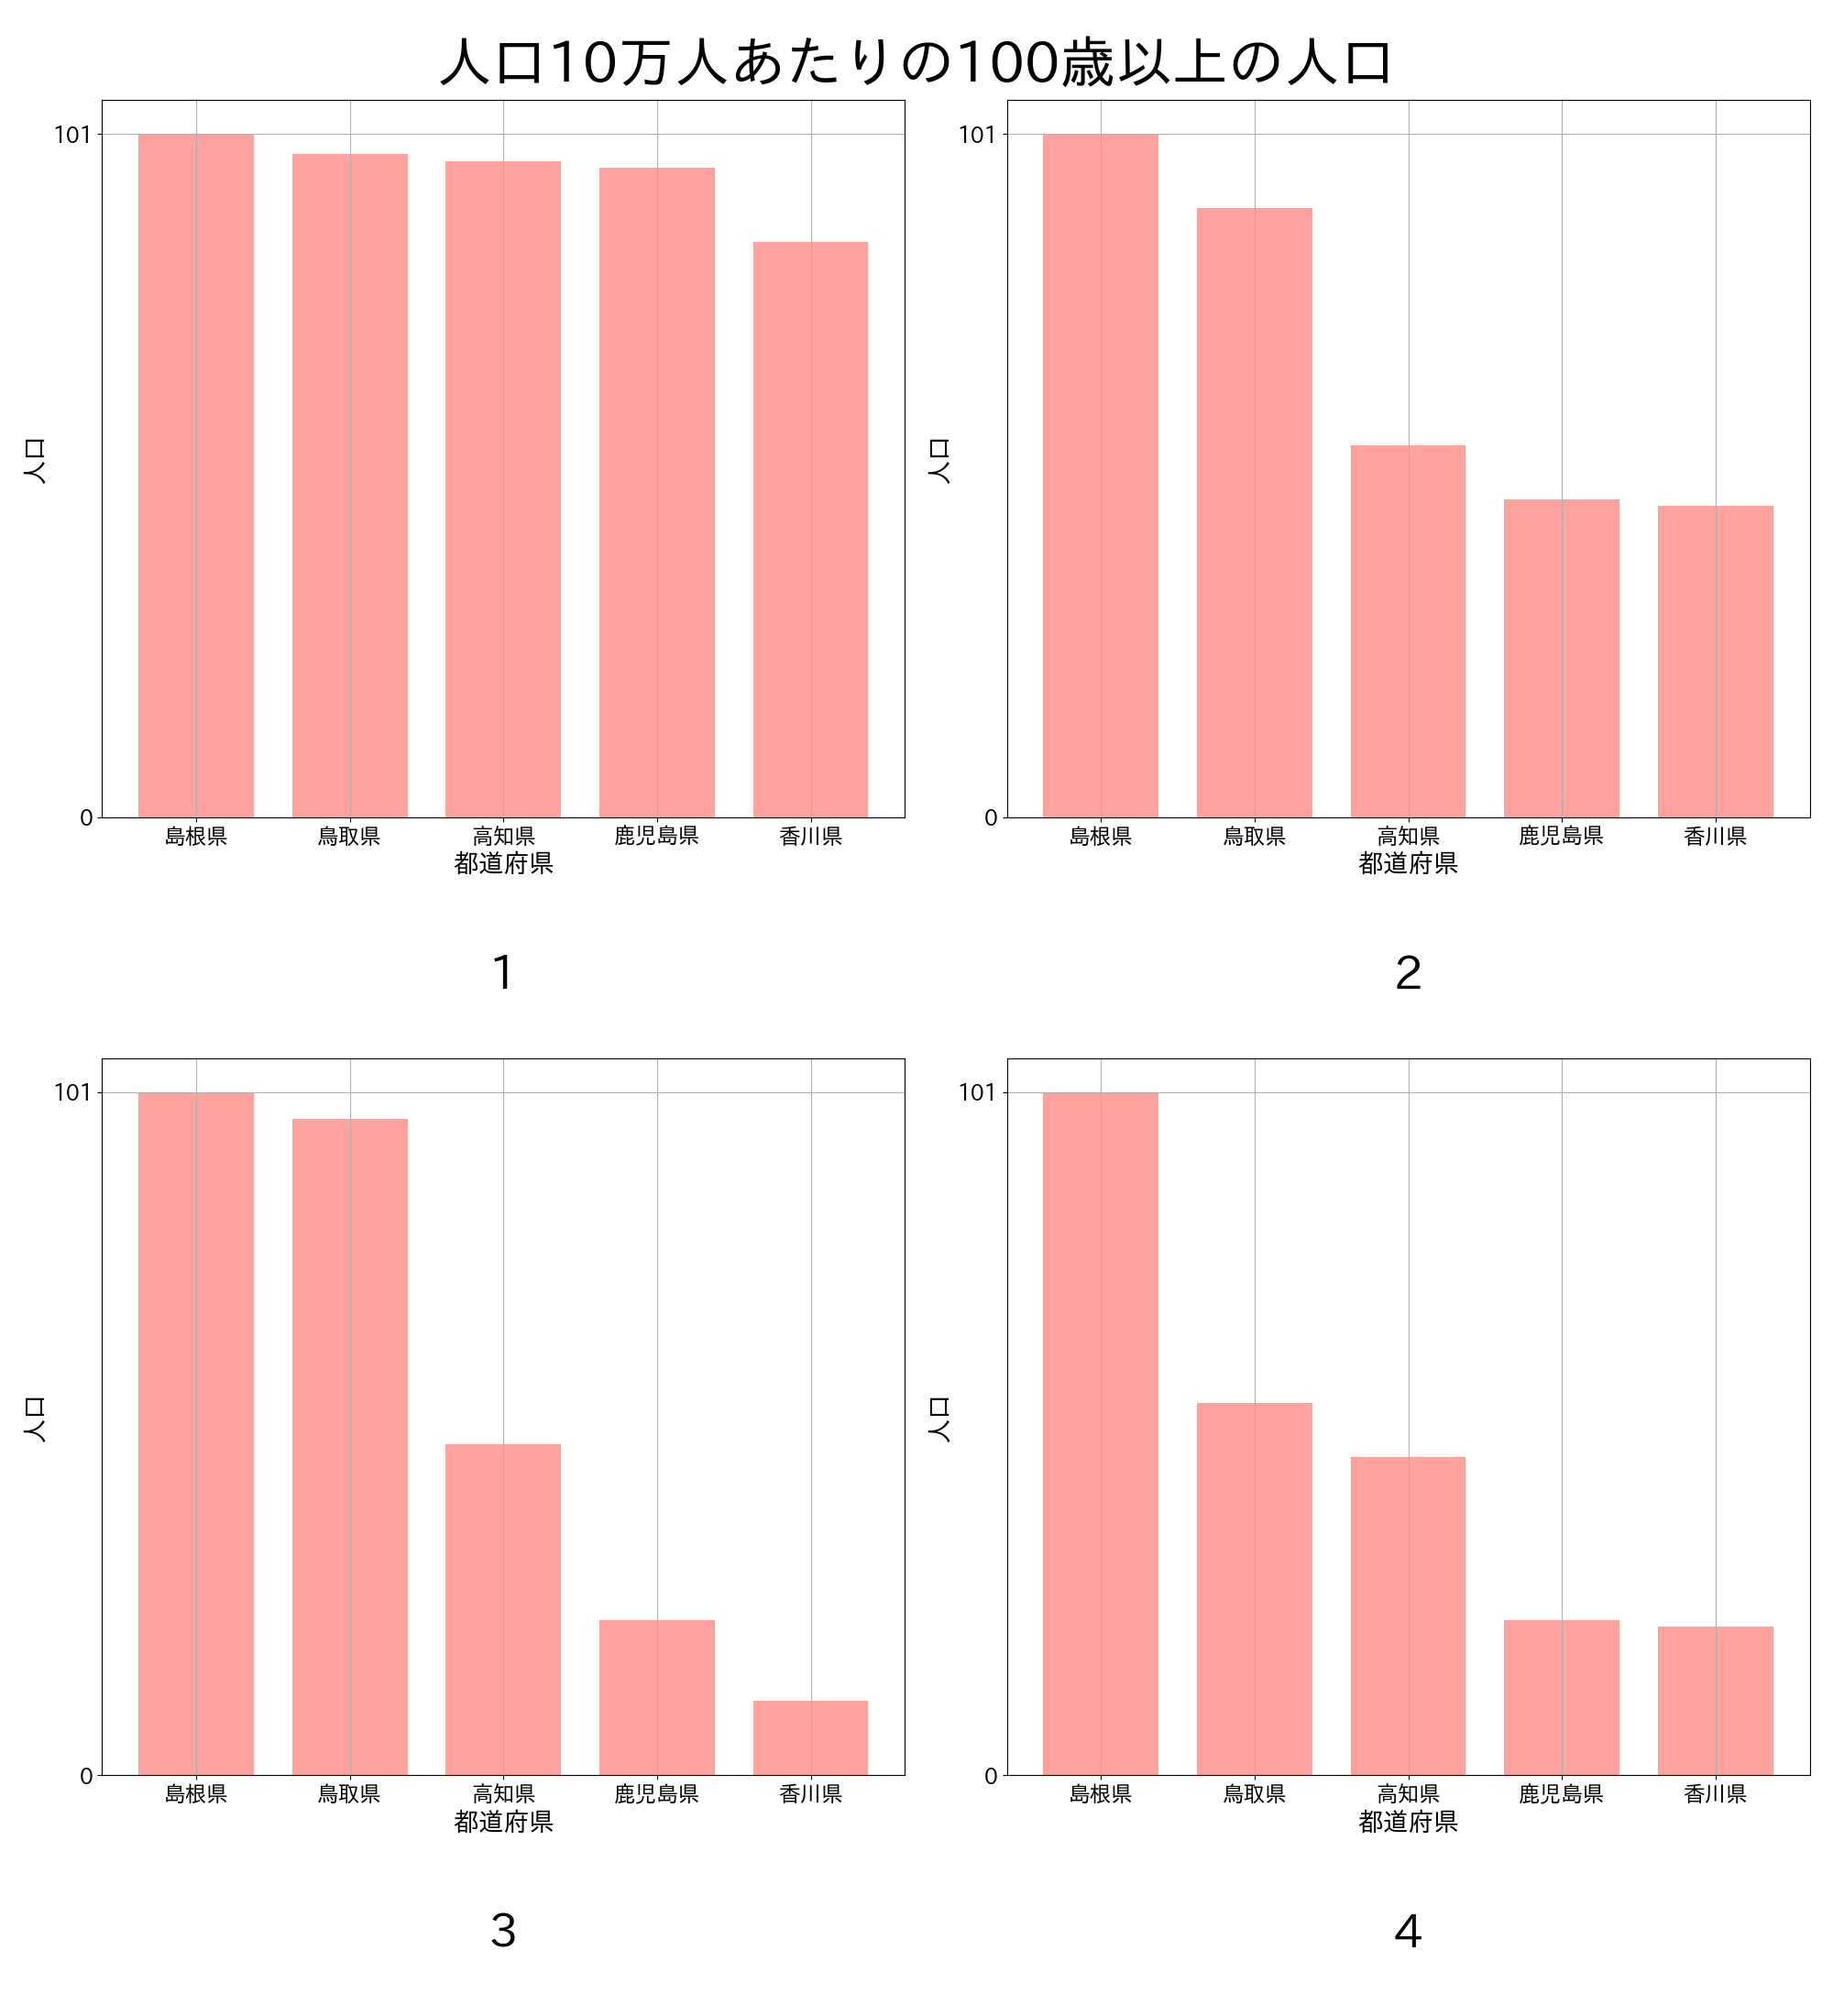 人口10万人あたりの100歳以上の人口
101
0
人口
島根県 鳥取県 高知県 鹿児島県 香川県
都道府県
1
101
0
人口
島根県 鳥取県 高知県 鹿児島県 香川県
都道府県
2
101
0
人口
島根県 鳥取県 高知県 鹿児島県 香川県
都道府県
3
101
0
人口
島根県 鳥取県 高知県 鹿児島県 香川県
都道府県
4